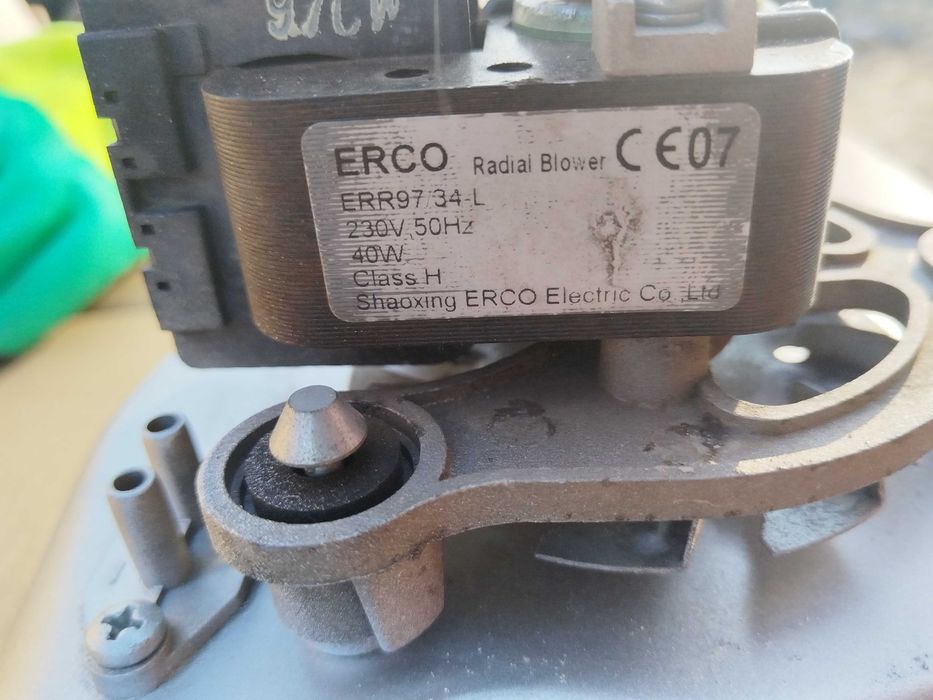 ERCO Radial Blower CE07
ERR97/34-L
230V,50Hz
40W
Class H
Shaoxing ERCO Electric Co.,Ltd